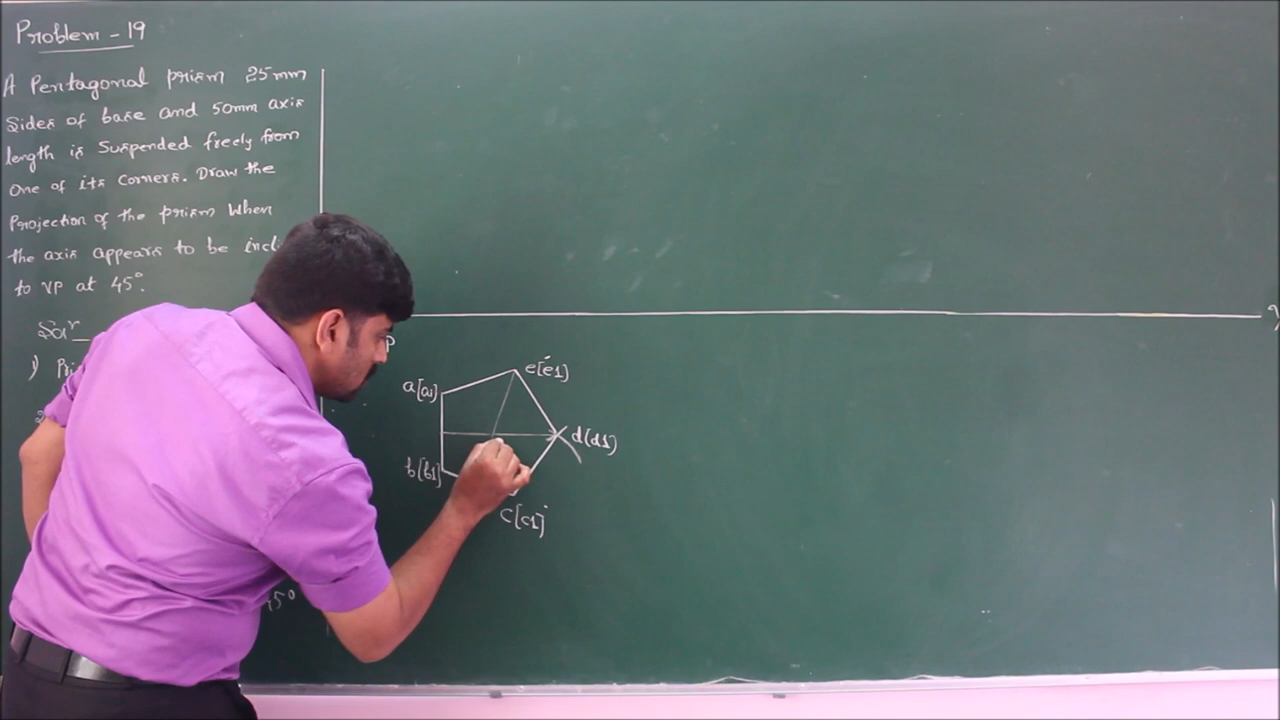 Problem - 19
A Pentagonal prism 25mm
Sides of base and 50mm axis
length is suspended freely from
One of its corners. Draw the
Projection of the prism when
the axis appears to be
to VP at 45°.
1)
P
a[a1]
e[e1]
d(d1)
b[b1]
c[c1]
45°